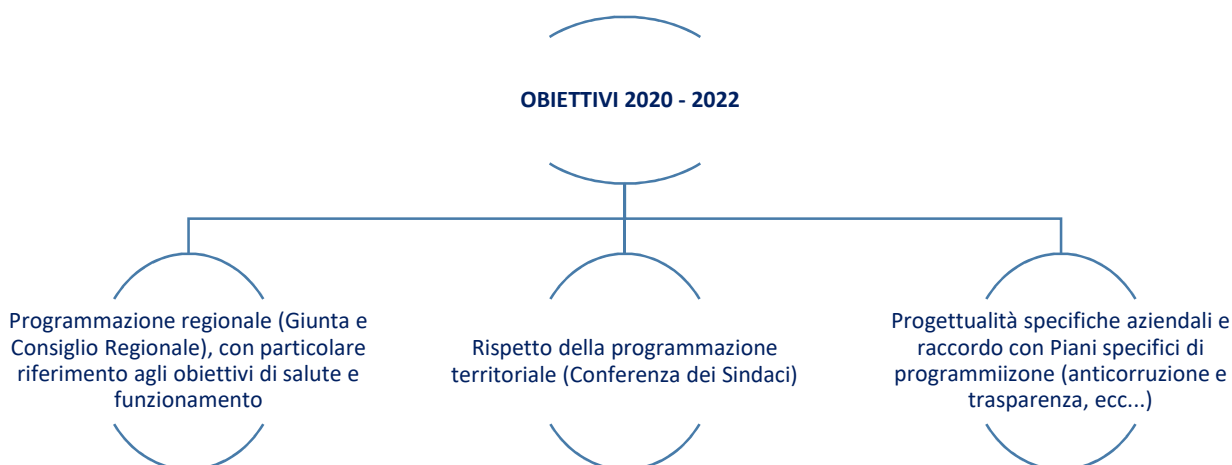 OBIETTIVI 2020 - 2022
Programmazione regionale (Giunta e
Consiglio Regionale), con particolare
riferimento agli obiettivi di salute e
funzionamento
Rispetto della programmazione
territoriale (Conferenza dei Sindaci)
Progettualità specifiche aziendali e
raccordo con Piani specifici di
programmiizone (anticorruzione e
trasparenza, ecc...)